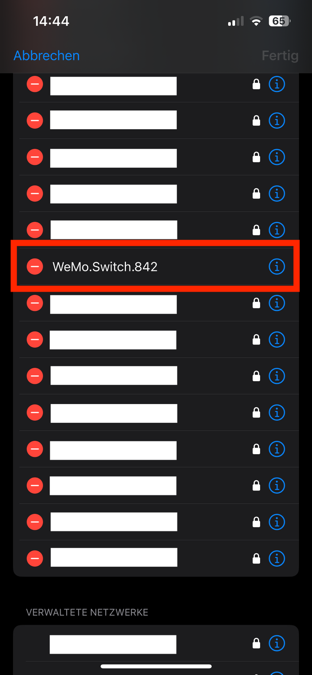 14:44
65
Abbrechen
Fertig
WeMo.Switch.842
VERWALTETE NETZWERKE